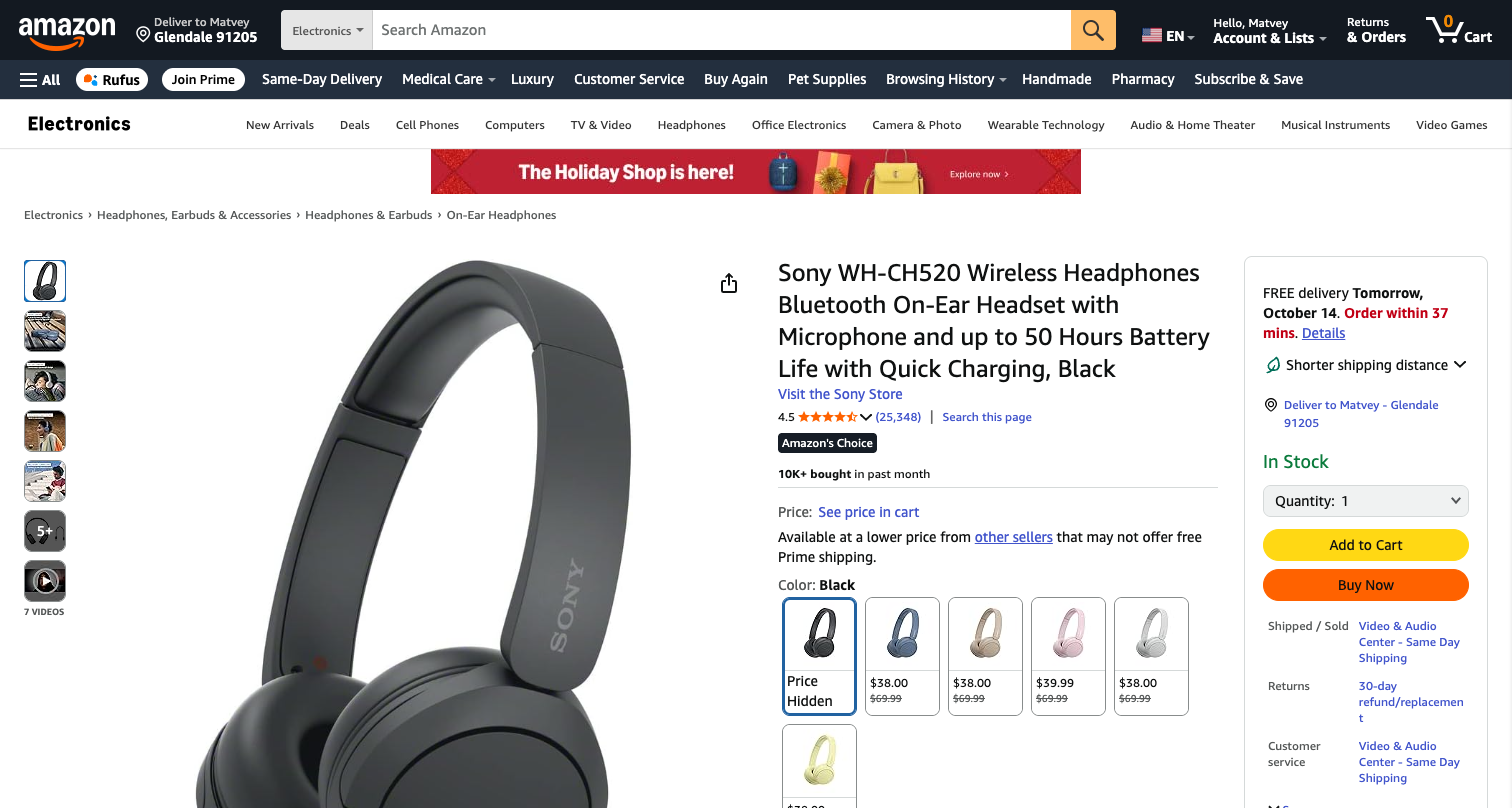 amazon
Deliver to Matvey
Glendale 91205
Electronics
Search Amazon
EN
Hello, Matvey
Account & Lists
Returns
& Orders
0
Cart
All
Rufus
Join Prime
Same-Day Delivery
Medical Care
Luxury
Customer Service
Buy Again
Pet Supplies
Browsing History
Handmade
Pharmacy
Subscribe & Save
Electronics
New Arrivals
Deals
Cell Phones
Computers
TV & Video
Headphones
Office Electronics
Camera & Photo
Wearable Technology
Audio & Home Theater
Musical Instruments
Video Games
The Holiday Shop is here!
Explore now ›
Electronics › Headphones, Earbuds & Accessories › Headphones & Earbuds › On-Ear Headphones
5+
7 VIDEOS
SONY
Sony WH-CH520 Wireless Headphones
Bluetooth On-Ear Headset with
Microphone and up to 50 Hours Battery
Life with Quick Charging, Black
Visit the Sony Store
4.5 (25,348) | Search this page
Amazon's Choice
10K+ bought in past month
Price: See price in cart
Available at a lower price from other sellers that may not offer free
Prime shipping.
Color: Black
Price
Hidden
$38.00
$69.99
$38.00
$69.99
$39.99
$69.99
$38.00
$69.99
FREE delivery Tomorrow,
October 14. Order within 37
mins. Details
Shorter shipping distance
Deliver to Matvey - Glendale
91205
In Stock
Quantity: 1
Add to Cart
Buy Now
Shipped / Sold
Video & Audio
Center - Same Day
Shipping
Returns
30-day
refund/replacemen
t
Customer
service
Video & Audio
Center - Same Day
Shipping